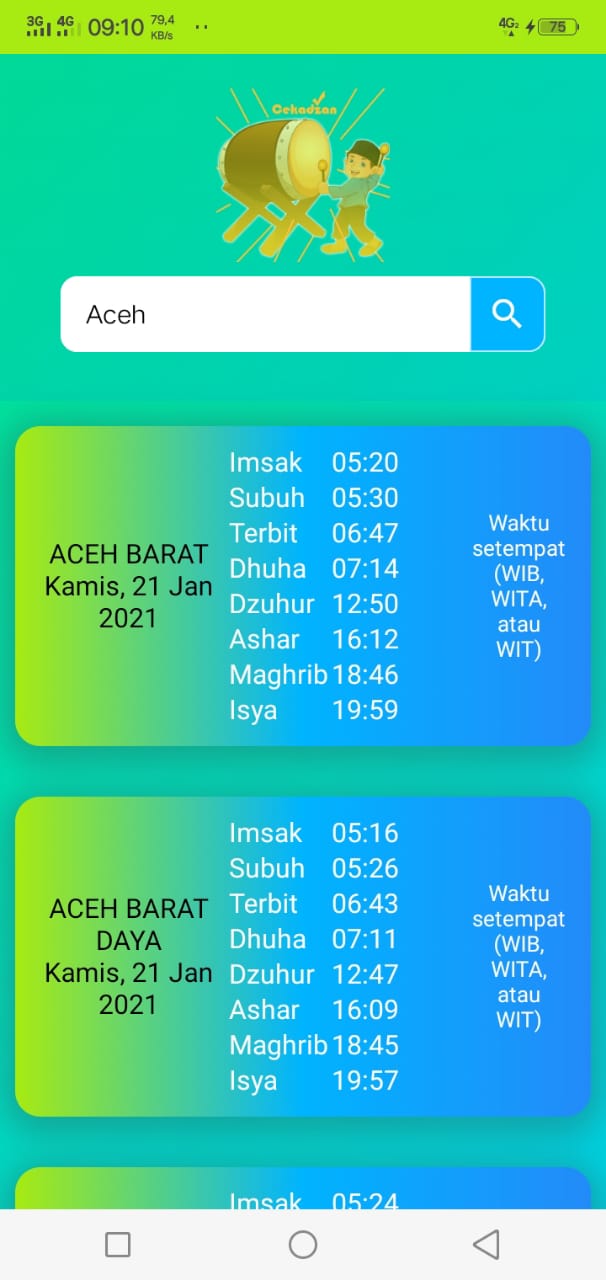 3G 4G 09:10 79,4 KB/s 4G₂ 75
Cekadzan
Aceh
ACEH BARAT
Kamis, 21 Jan
2021
Imsak 05:20
Subuh 05:30
Terbit 06:47
Dhuha 07:14
Dzuhur 12:50
Ashar 16:12
Maghrib 18:46
Isya 19:59
Waktu
setempat
(WIB,
WITA,
atau
WIT)
ACEH BARAT
DAYA
Kamis, 21 Jan
2021
Imsak 05:16
Subuh 05:26
Terbit 06:43
Dhuha 07:11
Dzuhur 12:47
Ashar 16:09
Maghrib 18:45
Isya 19:57
Waktu
setempat
(WIB,
WITA,
atau
WIT)
Imsak 05:24